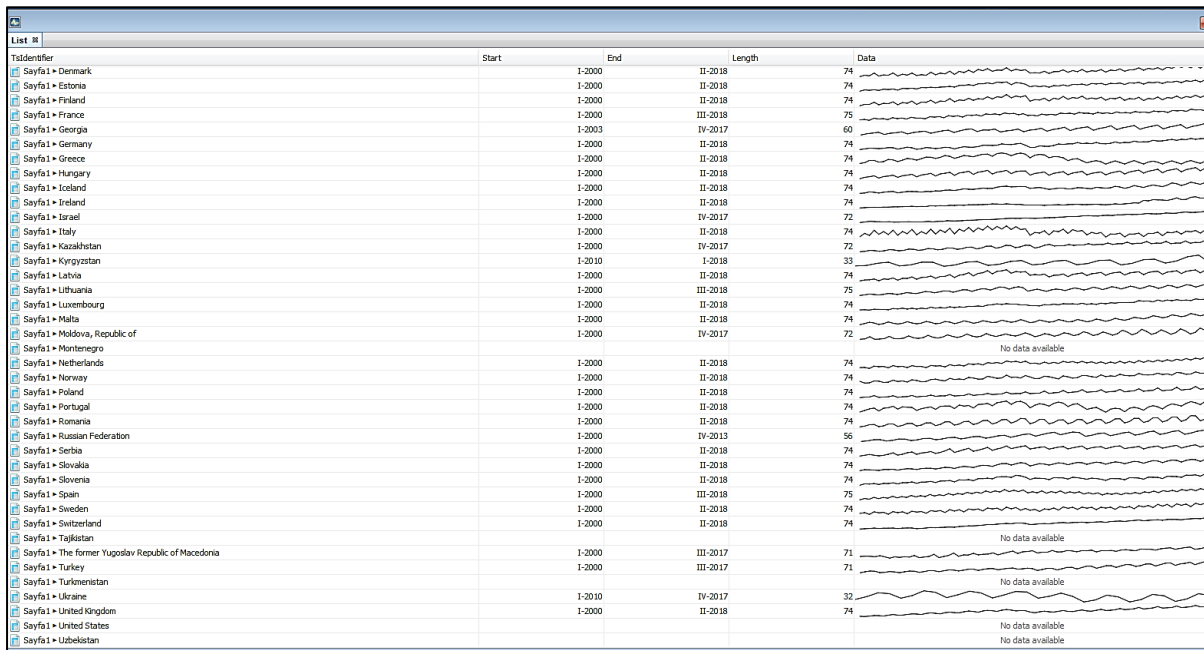 List
TsIdentifier Start End Length Data
Sayfa1 ► Denmark I-2000 II-2018 74
Sayfa1 ► Estonia I-2000 II-2018 74
Sayfa1 ► Finland I-2000 II-2018 74
Sayfa1 ► France I-2000 III-2018 75
Sayfa1 ► Georgia I-2003 IV-2017 60
Sayfa1 ► Germany I-2000 II-2018 74
Sayfa1 ► Greece I-2000 II-2018 74
Sayfa1 ► Hungary I-2000 II-2018 74
Sayfa1 ► Iceland I-2000 II-2018 74
Sayfa1 ► Ireland I-2000 II-2018 74
Sayfa1 ► Israel I-2000 IV-2017 72
Sayfa1 ► Italy I-2000 II-2018 74
Sayfa1 ► Kazakhstan I-2000 IV-2017 72
Sayfa1 ► Kyrgyzstan I-2010 I-2018 33
Sayfa1 ► Latvia I-2000 II-2018 74
Sayfa1 ► Lithuania I-2000 III-2018 75
Sayfa1 ► Luxembourg I-2000 II-2018 74
Sayfa1 ► Malta I-2000 II-2018 74
Sayfa1 ► Moldova, Republic of I-2000 IV-2017 72
Sayfa1 ► Montenegro No data available
Sayfa1 ► Netherlands I-2000 II-2018 74
Sayfa1 ► Norway I-2000 II-2018 74
Sayfa1 ► Poland I-2000 II-2018 74
Sayfa1 ► Portugal I-2000 II-2018 74
Sayfa1 ► Romania I-2000 II-2018 74
Sayfa1 ► Russian Federation I-2000 IV-2013 56
Sayfa1 ► Serbia I-2000 II-2018 74
Sayfa1 ► Slovakia I-2000 II-2018 74
Sayfa1 ► Slovenia I-2000 II-2018 74
Sayfa1 ► Spain I-2000 III-2018 75
Sayfa1 ► Sweden I-2000 II-2018 74
Sayfa1 ► Switzerland I-2000 II-2018 74
Sayfa1 ► Tajikistan No data available
Sayfa1 ► The former Yugoslav Republic of Macedonia I-2000 III-2017 71
Sayfa1 ► Turkey I-2000 III-2017 71
Sayfa1 ► Turkmenistan No data available
Sayfa1 ► Ukraine I-2010 IV-2017 32
Sayfa1 ► United Kingdom I-2000 II-2018 74
Sayfa1 ► United States No data available
Sayfa1 ► Uzbekistan No data available